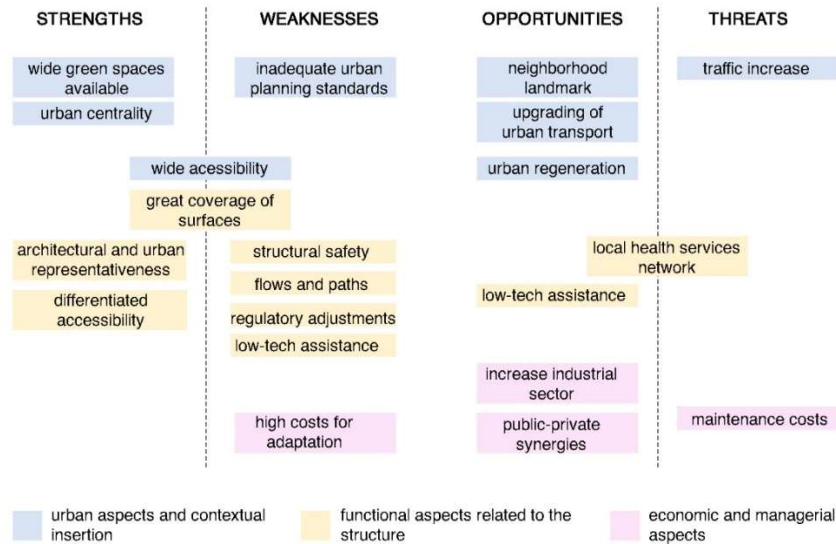 STRENGTHS
WEAKNESSES
OPPORTUNITIES
THREATS
wide green spaces
available
inadequate urban
planning standards
neighborhood
landmark
traffic increase
urban centrality
upgrading of
urban transport
wide acessibility
urban regeneration
great coverage of
surfaces
architectural and urban
representativeness
structural safety
local health services
network
flows and paths
differentiated
accessibility
low-tech assistance
regulatory adjustments
low-tech assistance
increase industrial
sector
high costs for
adaptation
public-private
synergies
maintenance costs
urban aspects and contextual
insertion
functional aspects related to the
structure
economic and managerial
aspects